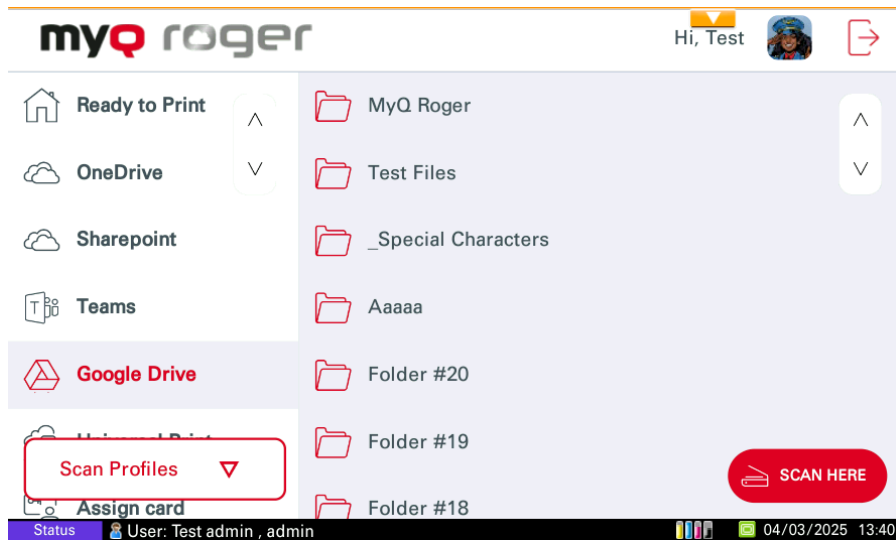 myQ roger
Hi, Test
Ready to Print
OneDrive
Sharepoint
Teams
Google Drive
Universal Print
Scan Profiles
Assign card
MyQ Roger
Test Files
_Special Characters
Aaaaa
Folder #20
Folder #19
Folder #18
SCAN HERE
Status
User: Test admin , admin
04/03/2025 13:40